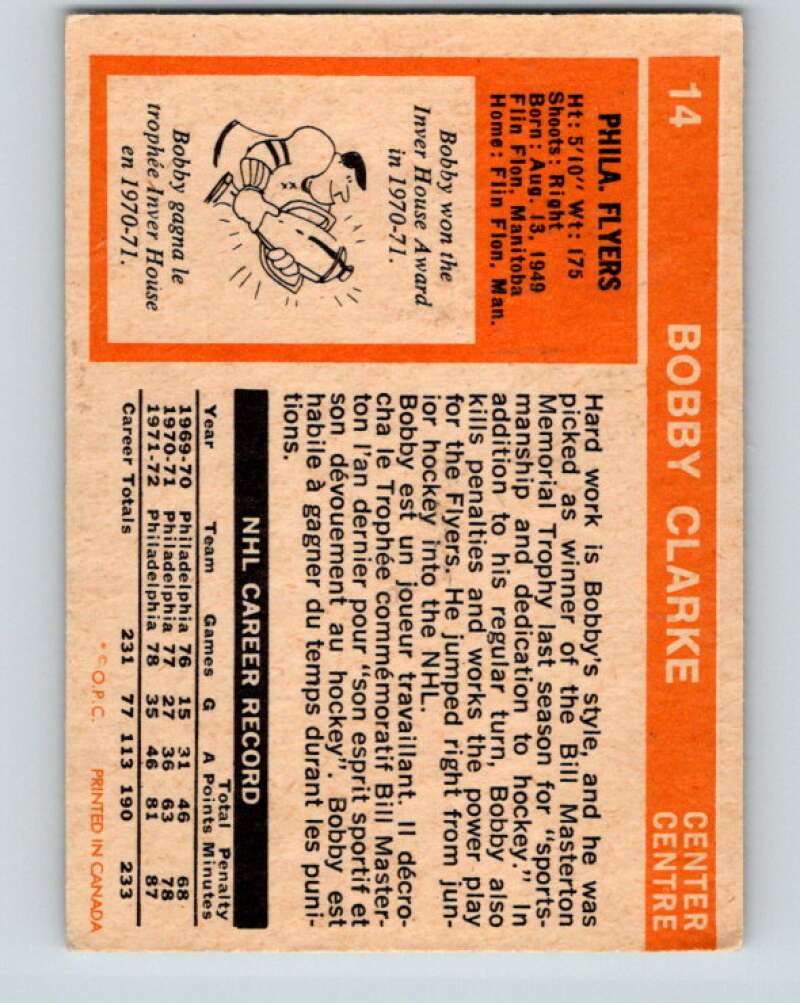 14 BOBBY CLARKE CENTER
CENTRE
PHILA. FLYERS
Ht: 5'10" Wt: 175
Shoots: Right
Born: Aug. 13, 1949
Flin Flon, Manitoba
Home: Flin Flon, Man.
Bobby won the
Inver House Award
in 1970-71.
Bobby gagna le
trophée Inver House
en 1970-71.
Hard work is Bobby's style, and he was
picked as winner of the Bill Masterton
Memorial Trophy last season for "sports-
manship and dedication to hockey." In
addition to his regular turn, Bobby also
kills penalties and works the power play
for the Flyers. He jumped right from jun-
ior hockey into the NHL.
Bobby est un joueur travaillant. Il décro-
cha le Trophée commémoratif Bill Master-
ton l'an dernier pour "son esprit sportif et
son dévouement au hockey". Bobby est
habile à gagner du temps durant les puni-
tions.
NHL CAREER RECORD
Total Penalty
Year Team Games G A Points Minutes
1969-70 Philadelphia 76 15 31 46 68
1970-71 Philadelphia 77 27 36 63 78
1971-72 Philadelphia 78 35 46 81 87
Career Totals 231 77 113 190 233
* © O.P.C. PRINTED IN CANADA